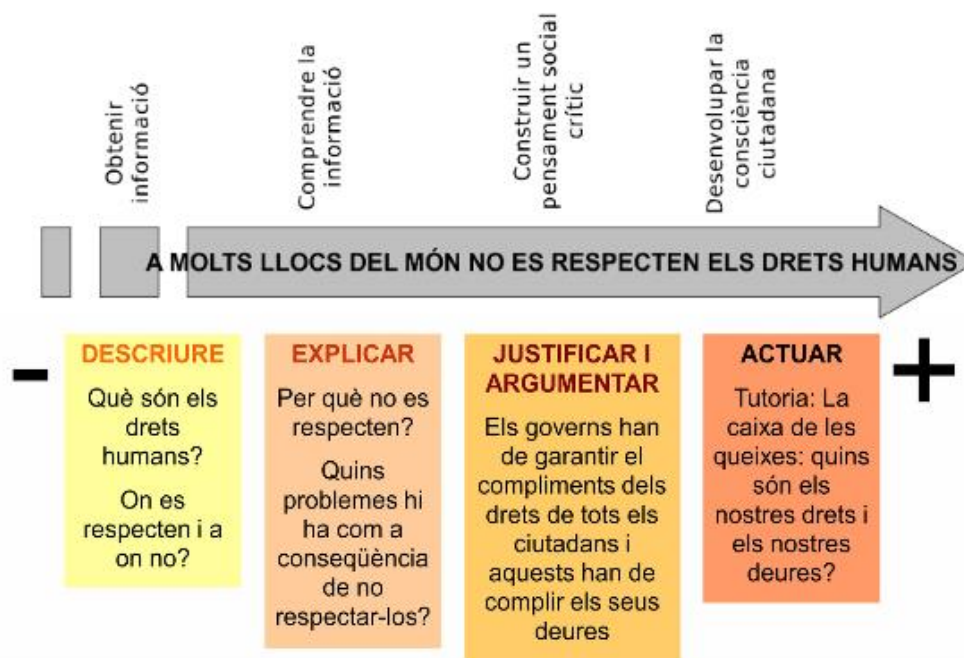 Obtenir
informació
Comprendre la
informació
Construir un
pensament social
crític
Desenvolupar la
consciència
ciutadana
A MOLTS LLOCS DEL MÓN NO ES RESPECTEN ELS DRETS HUMANS
-
DESCRIURE
Què són els
drets
humans?
On es
respecten i a
on no?
EXPLICAR
Per què no es
respecten?
Quins
problemes hi
ha com a
conseqüència
de no
respectar-los?
JUSTIFICAR I
ARGUMENTAR
Els governs han
de garantir el
compliments dels
drets de tots els
ciutadans i
aquests han de
complir els seus
deures
ACTUAR
Tutoria: La
caixa de les
queixes: quins
són els
nostres drets i
els nostres
deures?
+